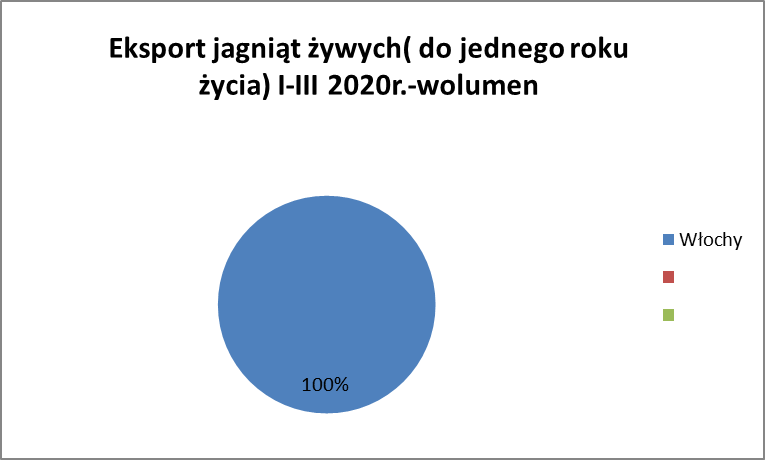 Eksport jagniąt żywych( do jednego roku
życia) I-III 2020r.-wolumen
Włochy
100%